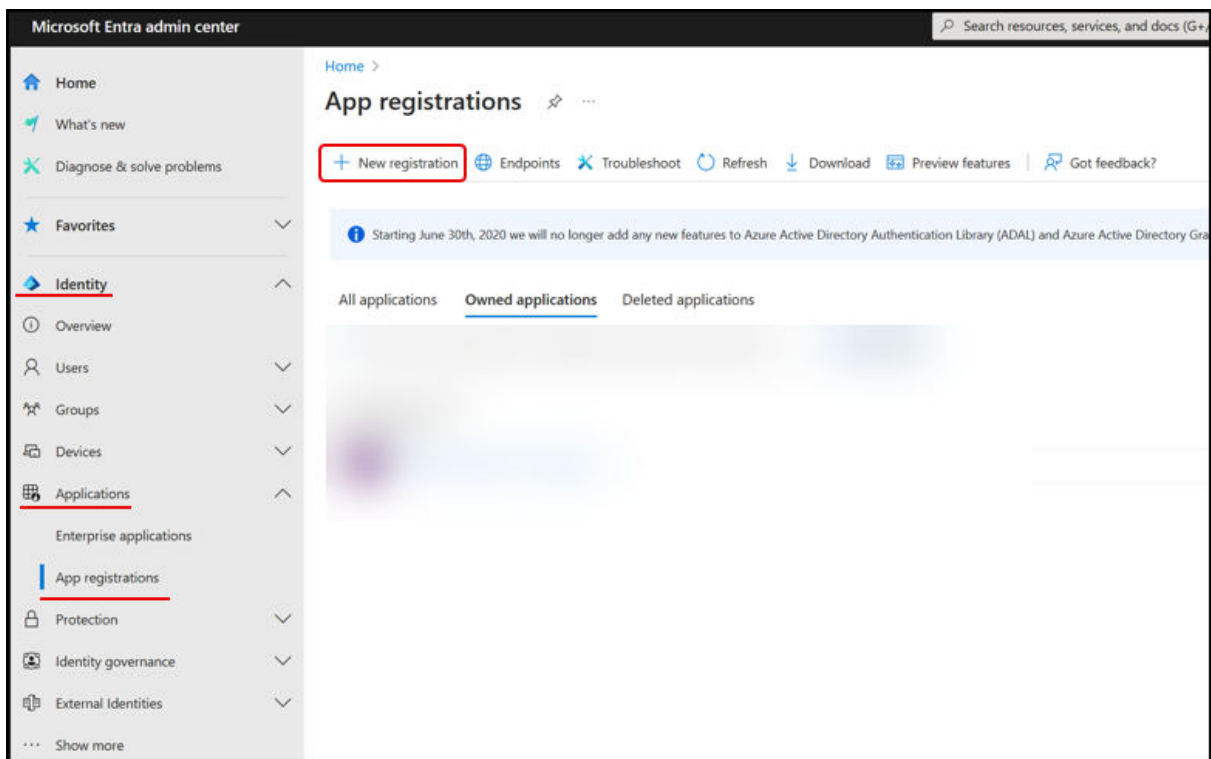 Microsoft Entra admin center
Search resources, services, and docs (G+/
Home
What's new
Diagnose & solve problems
Favorites
Identity
Overview
Users
Groups
Devices
Applications
Enterprise applications
App registrations
Protection
Identity governance
External Identities
... Show more
Home >
App registrations ...
New registration Endpoints Troubleshoot Refresh Download Preview features Got feedback?
Starting June 30th, 2020 we will no longer add any new features to Azure Active Directory Authentication Library (ADAL) and Azure Active Directory Gra
All applications Owned applications Deleted applications